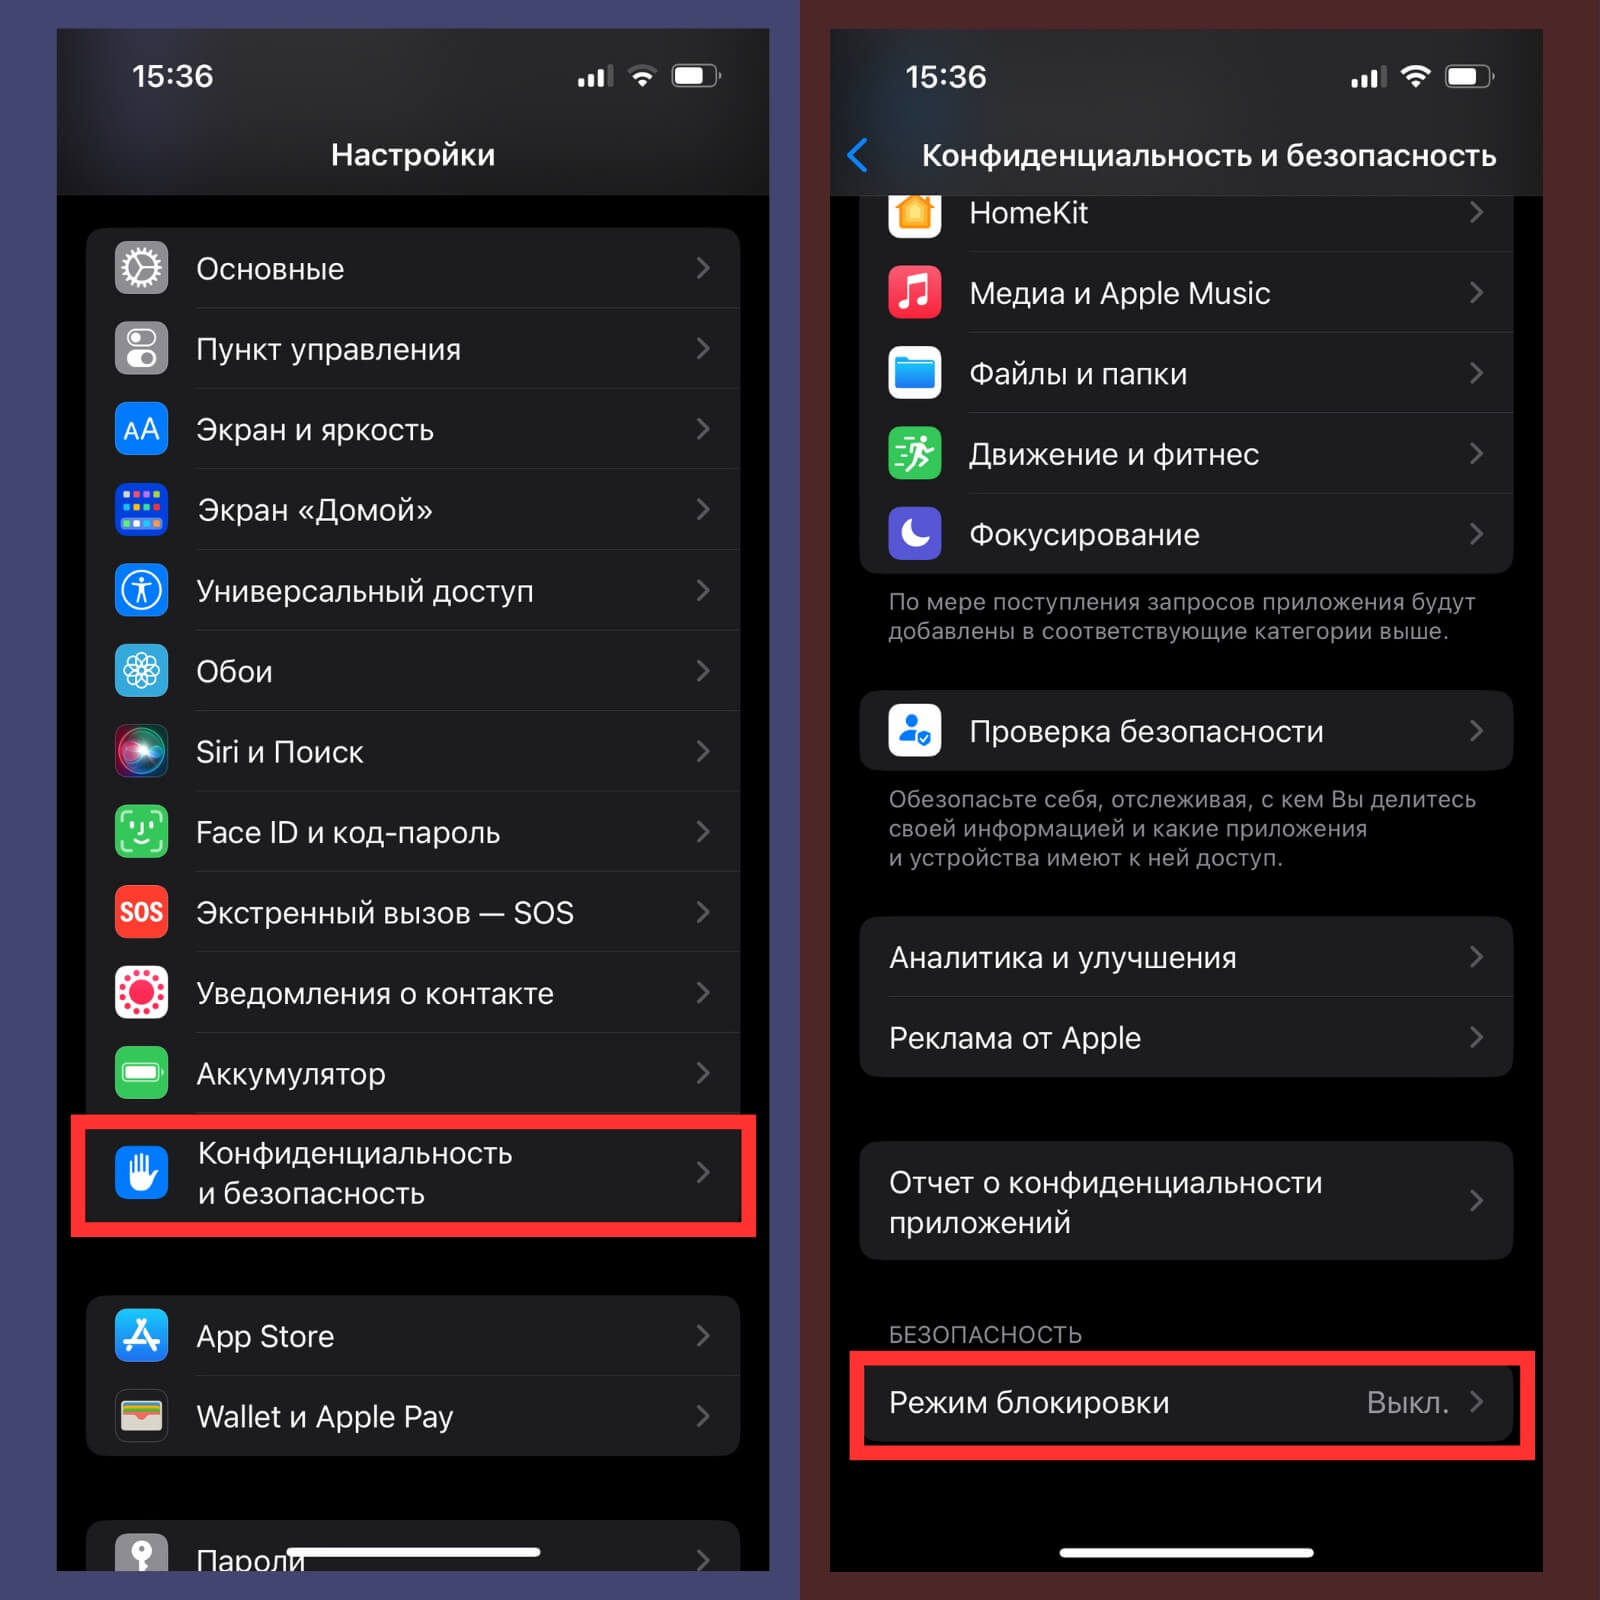 15:36
Настройки
Основные
Пункт управления
AA
Экран и яркость
Экран «Домой»
Универсальный доступ
Обои
Siri и Поиск
Face ID и код-пароль
SOS
Экстренный вызов — SOS
Уведомления о контакте
Аккумулятор
Конфиденциальность
и безопасность
App Store
Wallet и Apple Pay
Пароли
15:36
Конфиденциальность и безопасность
HomeKit
Медиа и Apple Music
Файлы и папки
Движение и фитнес
Фокусирование
По мере поступления запросов приложения будут
добавлены в соответствующие категории выше.
Проверка безопасности
Обезопасьте себя, отслеживая, с кем Вы делитесь
своей информацией и какие приложения
и устройства имеют к ней доступ.
Аналитика и улучшения
Реклама от Apple
Отчет о конфиденциальности
приложений
БЕЗОПАСНОСТЬ
Режим блокировки Выкл.